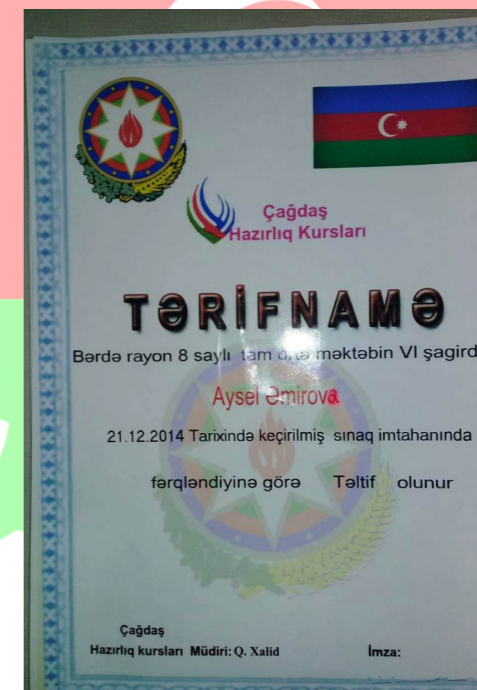 Çağdaş
Hazırlıq Kursları
TƏRİFNAMƏ
Bərdə rayon 8 saylı tam orta məktəbin VI şagird
Aysel Əmirova
21.12.2014 Tarixində keçirilmiş sınaq imtahanında
fərqləndiyinə görə Təltif olunur
Çağdaş
Hazırlıq kursları Müdiri: Q. Xalid İmza: